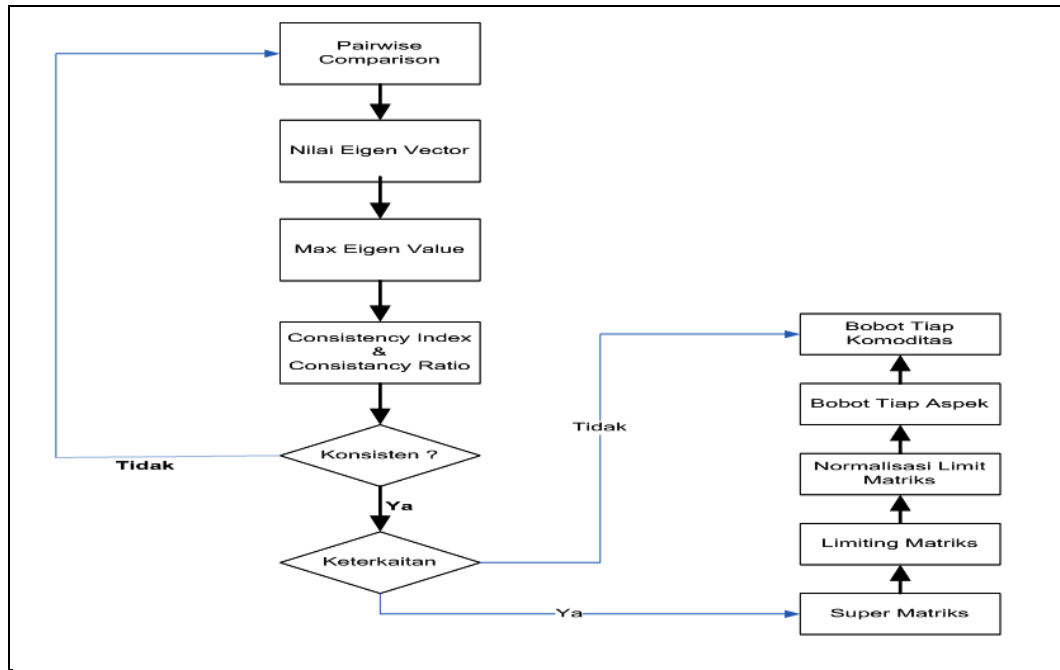 Pairwise
Comparison
Nilai Eigen Vector
Max Eigen Value
Consistency Index
&
Consistancy Ratio
Konsisten ?
Tidak
Ya
Keterkaitan
Tidak
Ya
Bobot Tiap
Komoditas
Bobot Tiap Aspek
Normalisasi Limit
Matriks
Limiting Matriks
Super Matriks